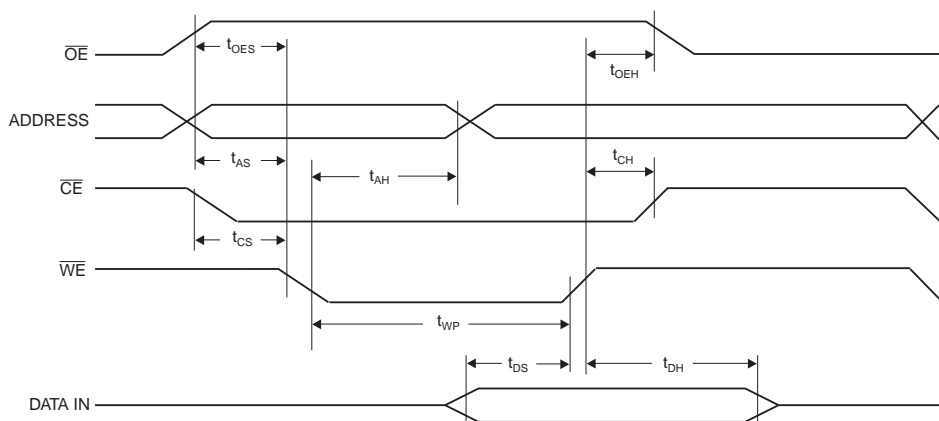 OE
tOES
tOEH
ADDRESS
tAS
tAH
tCH
CE
tCS
WE
tWP
tDS
tDH
DATA IN